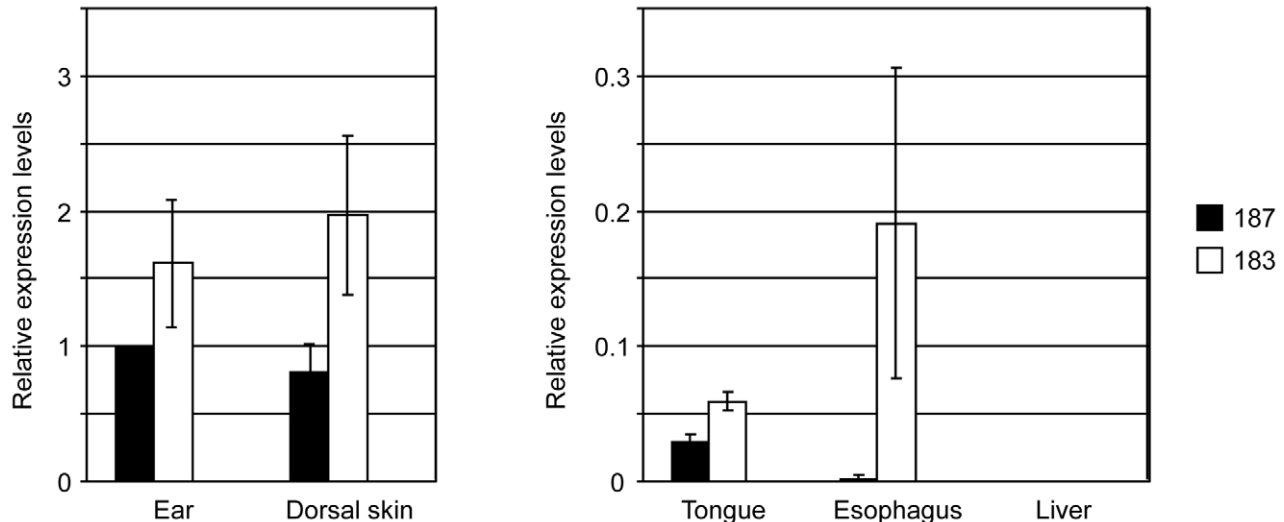 Relative expression levels
3
2
1
0
Ear
Dorsal skin
Relative expression levels
0.3
0.2
0.1
0
Tongue
Esophagus
Liver
187
183